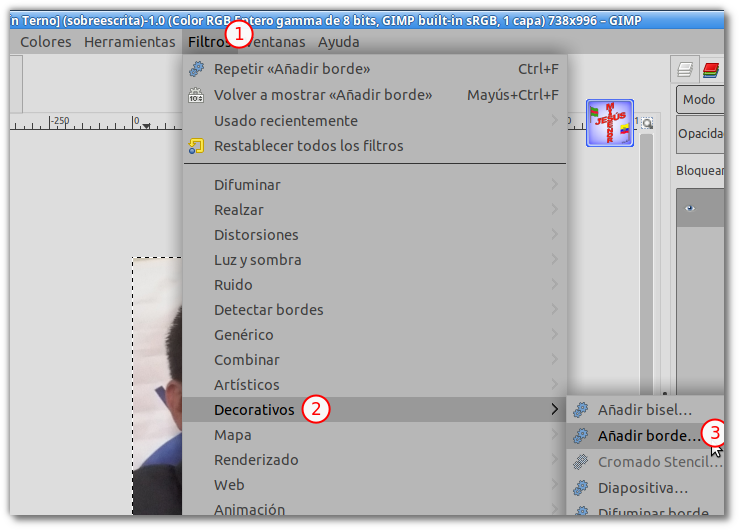 n Terno] (sobreescrita)-1.0 (Color RGB Entero gamma de 8 bits, GIMP built-in sRGB, 1 capa) 738x996 – GIMP
Colores Herramientas Filtros Ventanas Ayuda
1
Repetir «Añadir borde» Ctrl+F
Volver a mostrar «Añadir borde» Mayús+Ctrl+F
Usado recientemente
Restablecer todos los filtros
-250 0
JESÚS
Modo
Opacida
Bloquear
Difuminar
Realzar
Distorsiones
Luz y sombra
Ruido
Detectar bordes
Genérico
Combinar
Artísticos
Decorativos 2
Mapa
Renderizado
Web
Animación
Añadir bisel...
Añadir borde... 3
Cromado Stencil...
Diapositiva...
Difuminar borde